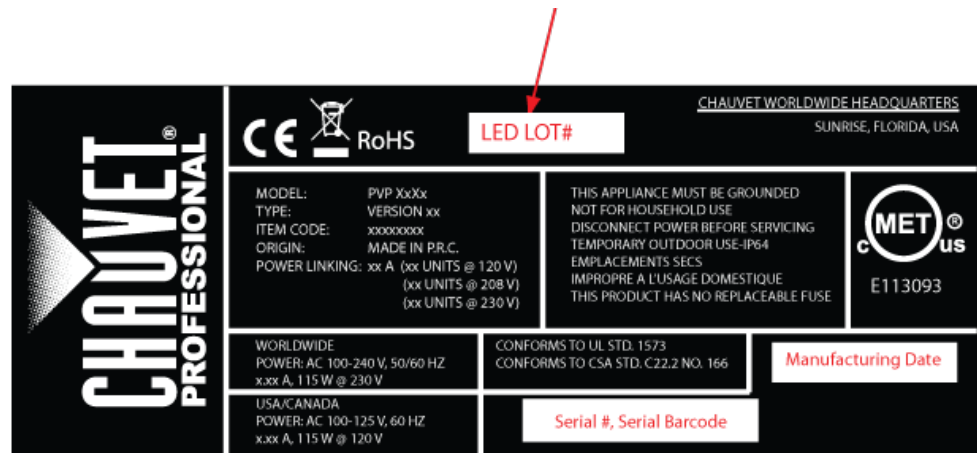 CHAUVET®
PROFESSIONAL
CE
RoHS
LED LOT#
CHAUVET WORLDWIDE HEADQUARTERS
SUNRISE, FLORIDA, USA
MODEL: PVP XxXx
TYPE: VERSION xx
ITEM CODE: xxxxxxxx
ORIGIN: MADE IN P.R.C.
POWER LINKING: xx A (xx UNITS @ 120 V)
(xx UNITS @ 208 V)
(xx UNITS @ 230 V)
THIS APPLIANCE MUST BE GROUNDED
NOT FOR HOUSEHOLD USE
DISCONNECT POWER BEFORE SERVICING
TEMPORARY OUTDOOR USE-IP64
EMPLACEMENTS SECS
IMPROPRE A L'USAGE DOMESTIQUE
THIS PRODUCT HAS NO REPLACEABLE FUSE
c MET® us
E113093
WORLDWIDE
POWER: AC 100-240 V, 50/60 HZ
x.xx A, 115 W @ 230 V
CONFORMS TO UL STD. 1573
CONFORMS TO CSA STD. C22.2 NO. 166
Manufacturing Date
USA/CANADA
POWER: AC 100-125 V, 60 HZ
x.xx A, 115 W @ 120 V
Serial #, Serial Barcode